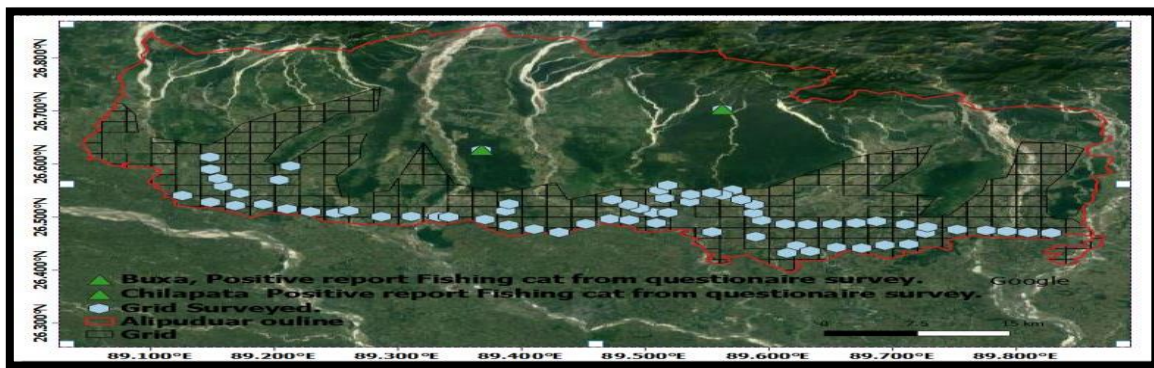 26.800°N
26.700°N
26.600°N
26.500°N
26.400°N
26.300°N
Buxa, Positive report Fishing cat from questionaire survey.
Chilapata Positive report Fishing cat from questionaire survey.
Grid Surveyed.
Alipuduar ouline
Grid
Google
0 7.5 15 km
89.100°E 89.200°E 89.300°E 89.400°E 89.500°E 89.600°E 89.700°E 89.800°E